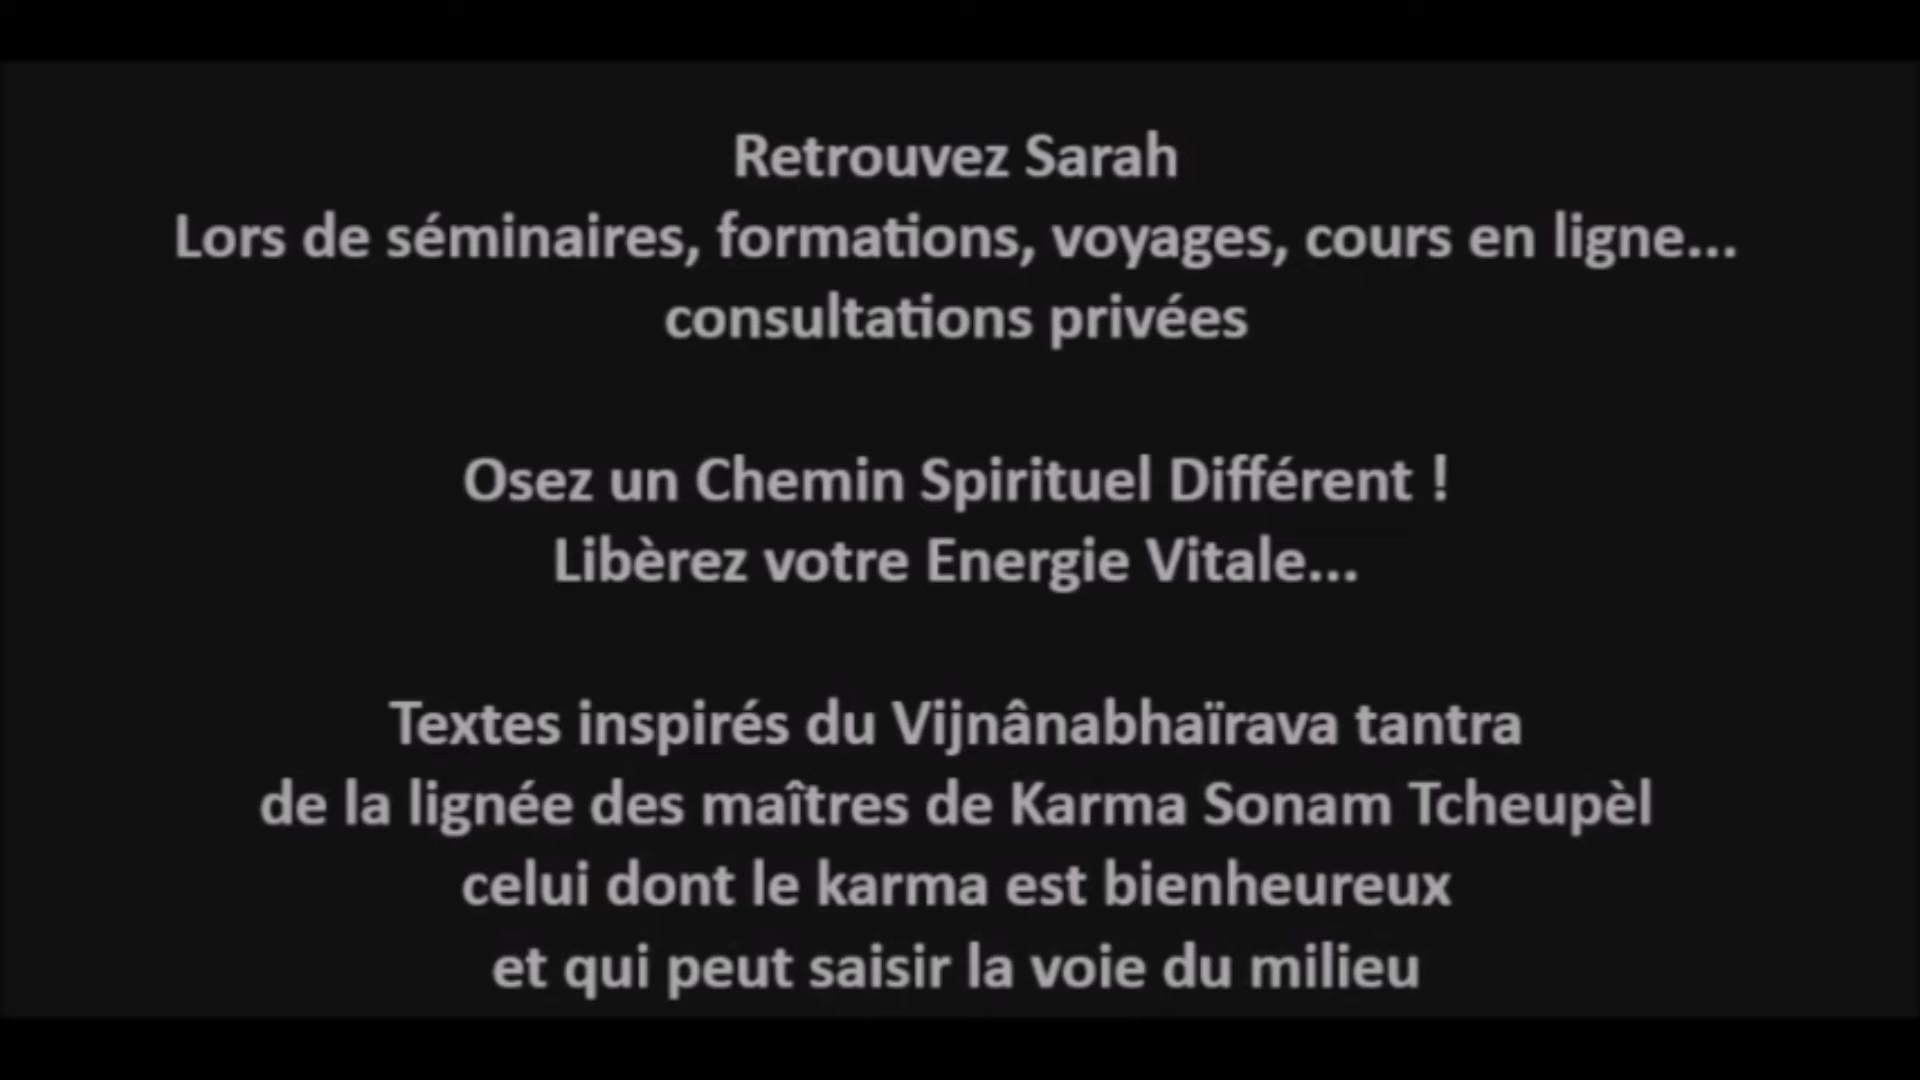 Retrouvez Sarah
Lors de séminaires, formations, voyages, cours en ligne...
consultations privées
Osez un Chemin Spirituel Différent !
Libèrez votre Energie Vitale...
Textes inspirés du Vijnânabhaïrava tantra
de la lignée des maîtres de Karma Sonam Tcheupèl
celui dont le karma est bienheureux
et qui peut saisir la voie du milieu